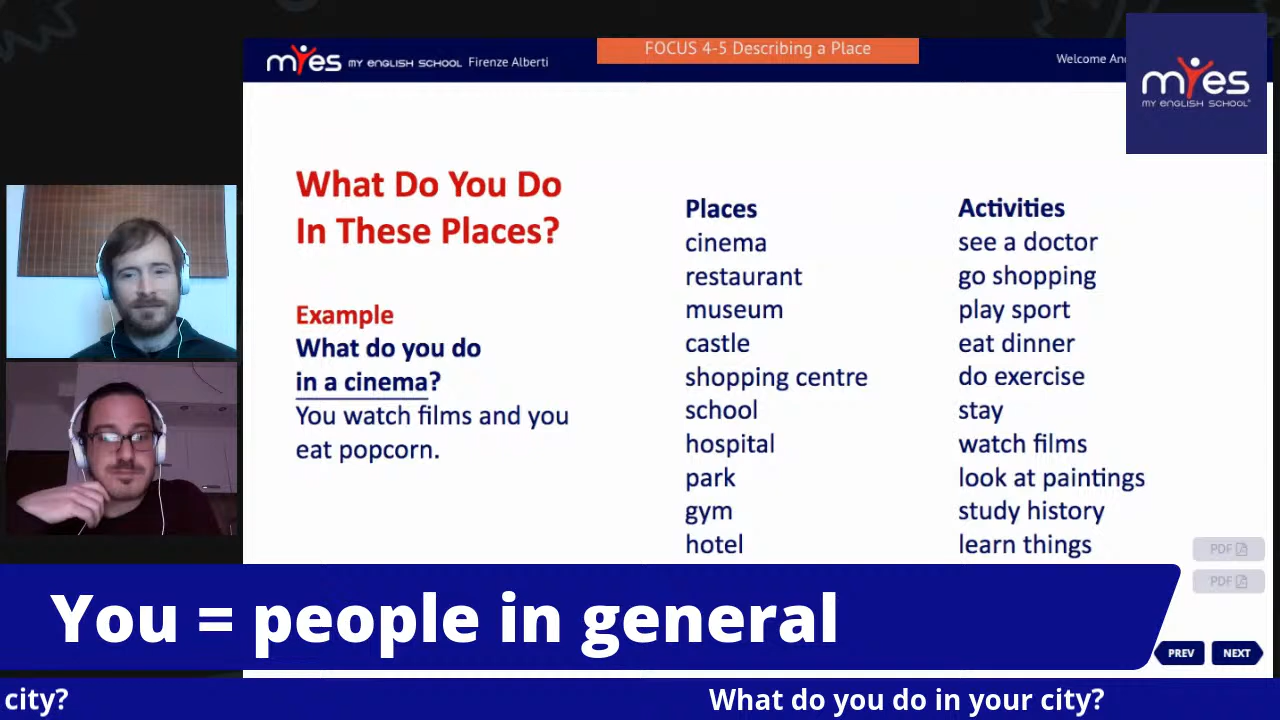 myes MY ENGLISH SCHOOL Firenze Alberti
FOCUS 4-5 Describing a Place
Welcome And
myes
MY ENGLISH SCHOOL
What Do You Do
In These Places?
Example
What do you do
in a cinema?
You watch films and you
eat popcorn.
Places
cinema
restaurant
museum
castle
shopping centre
school
hospital
park
gym
hotel
Activities
see a doctor
go shopping
play sport
eat dinner
do exercise
stay
watch films
look at paintings
study history
learn things
PDF
PDF
PREV NEXT
You = people in general
city? What do you do in your city?